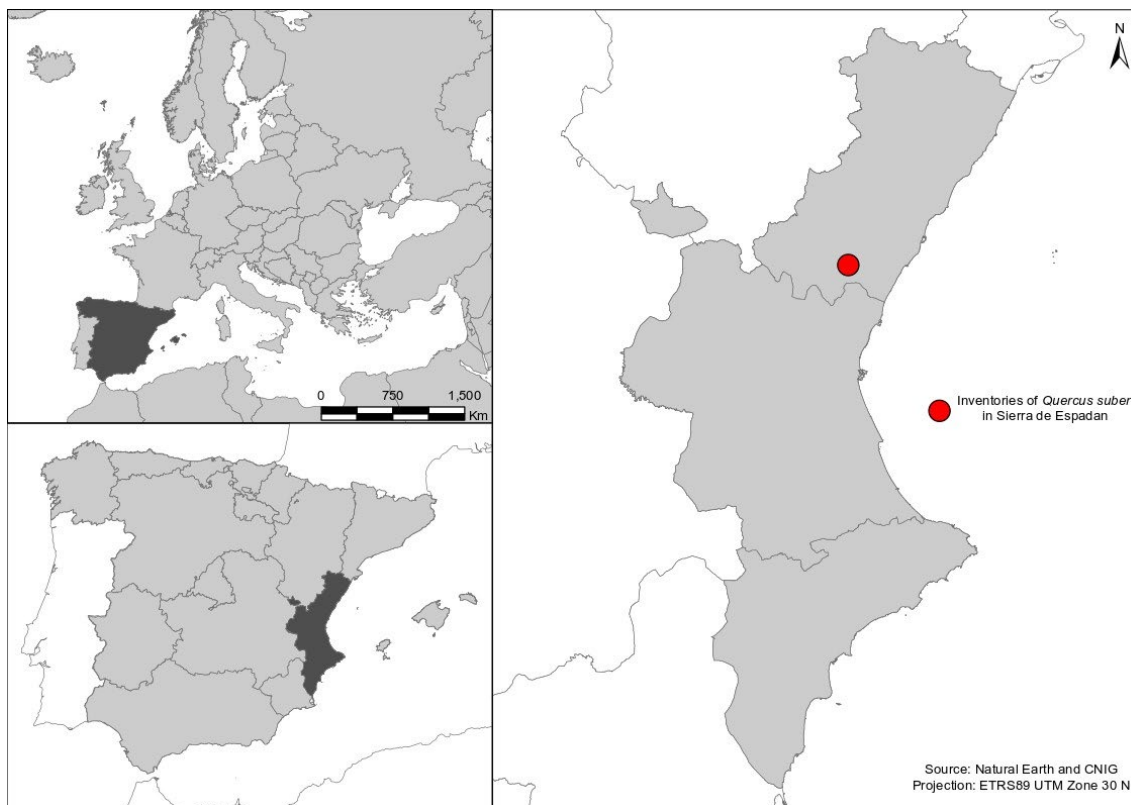 0 750 1,500
Km
N
Inventories of Quercus suber
in Sierra de Espadan
Source: Natural Earth and CNIG
Projection: ETRS89 UTM Zone 30 N